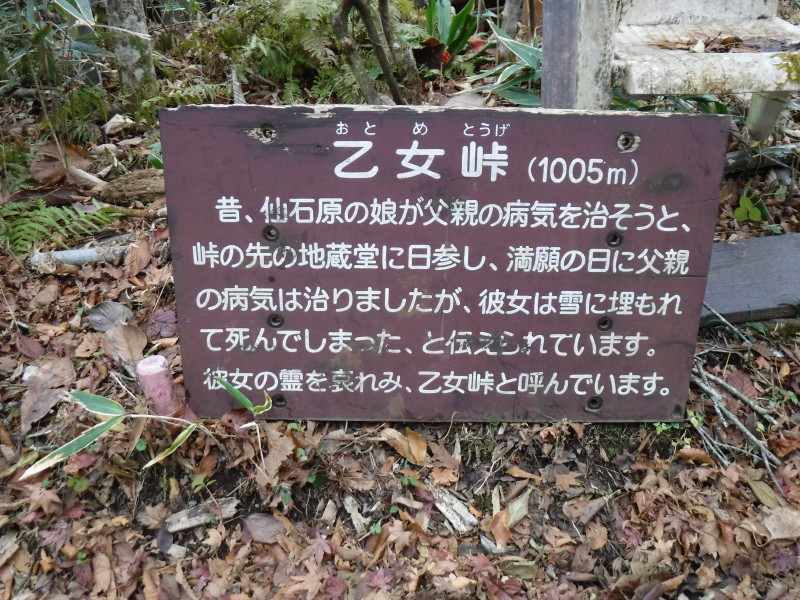 おとめ とうげ
乙女峠(1005m)
昔、仙石原の娘が父親の病気を治そうと、
峠の先の地蔵堂に日参し、満願の日に父親
の病気は治りましたが、彼女は雪に埋もれ
て死んでしまった、と伝えられています。
彼女の霊を哀れみ、乙女峠と呼んでいます。